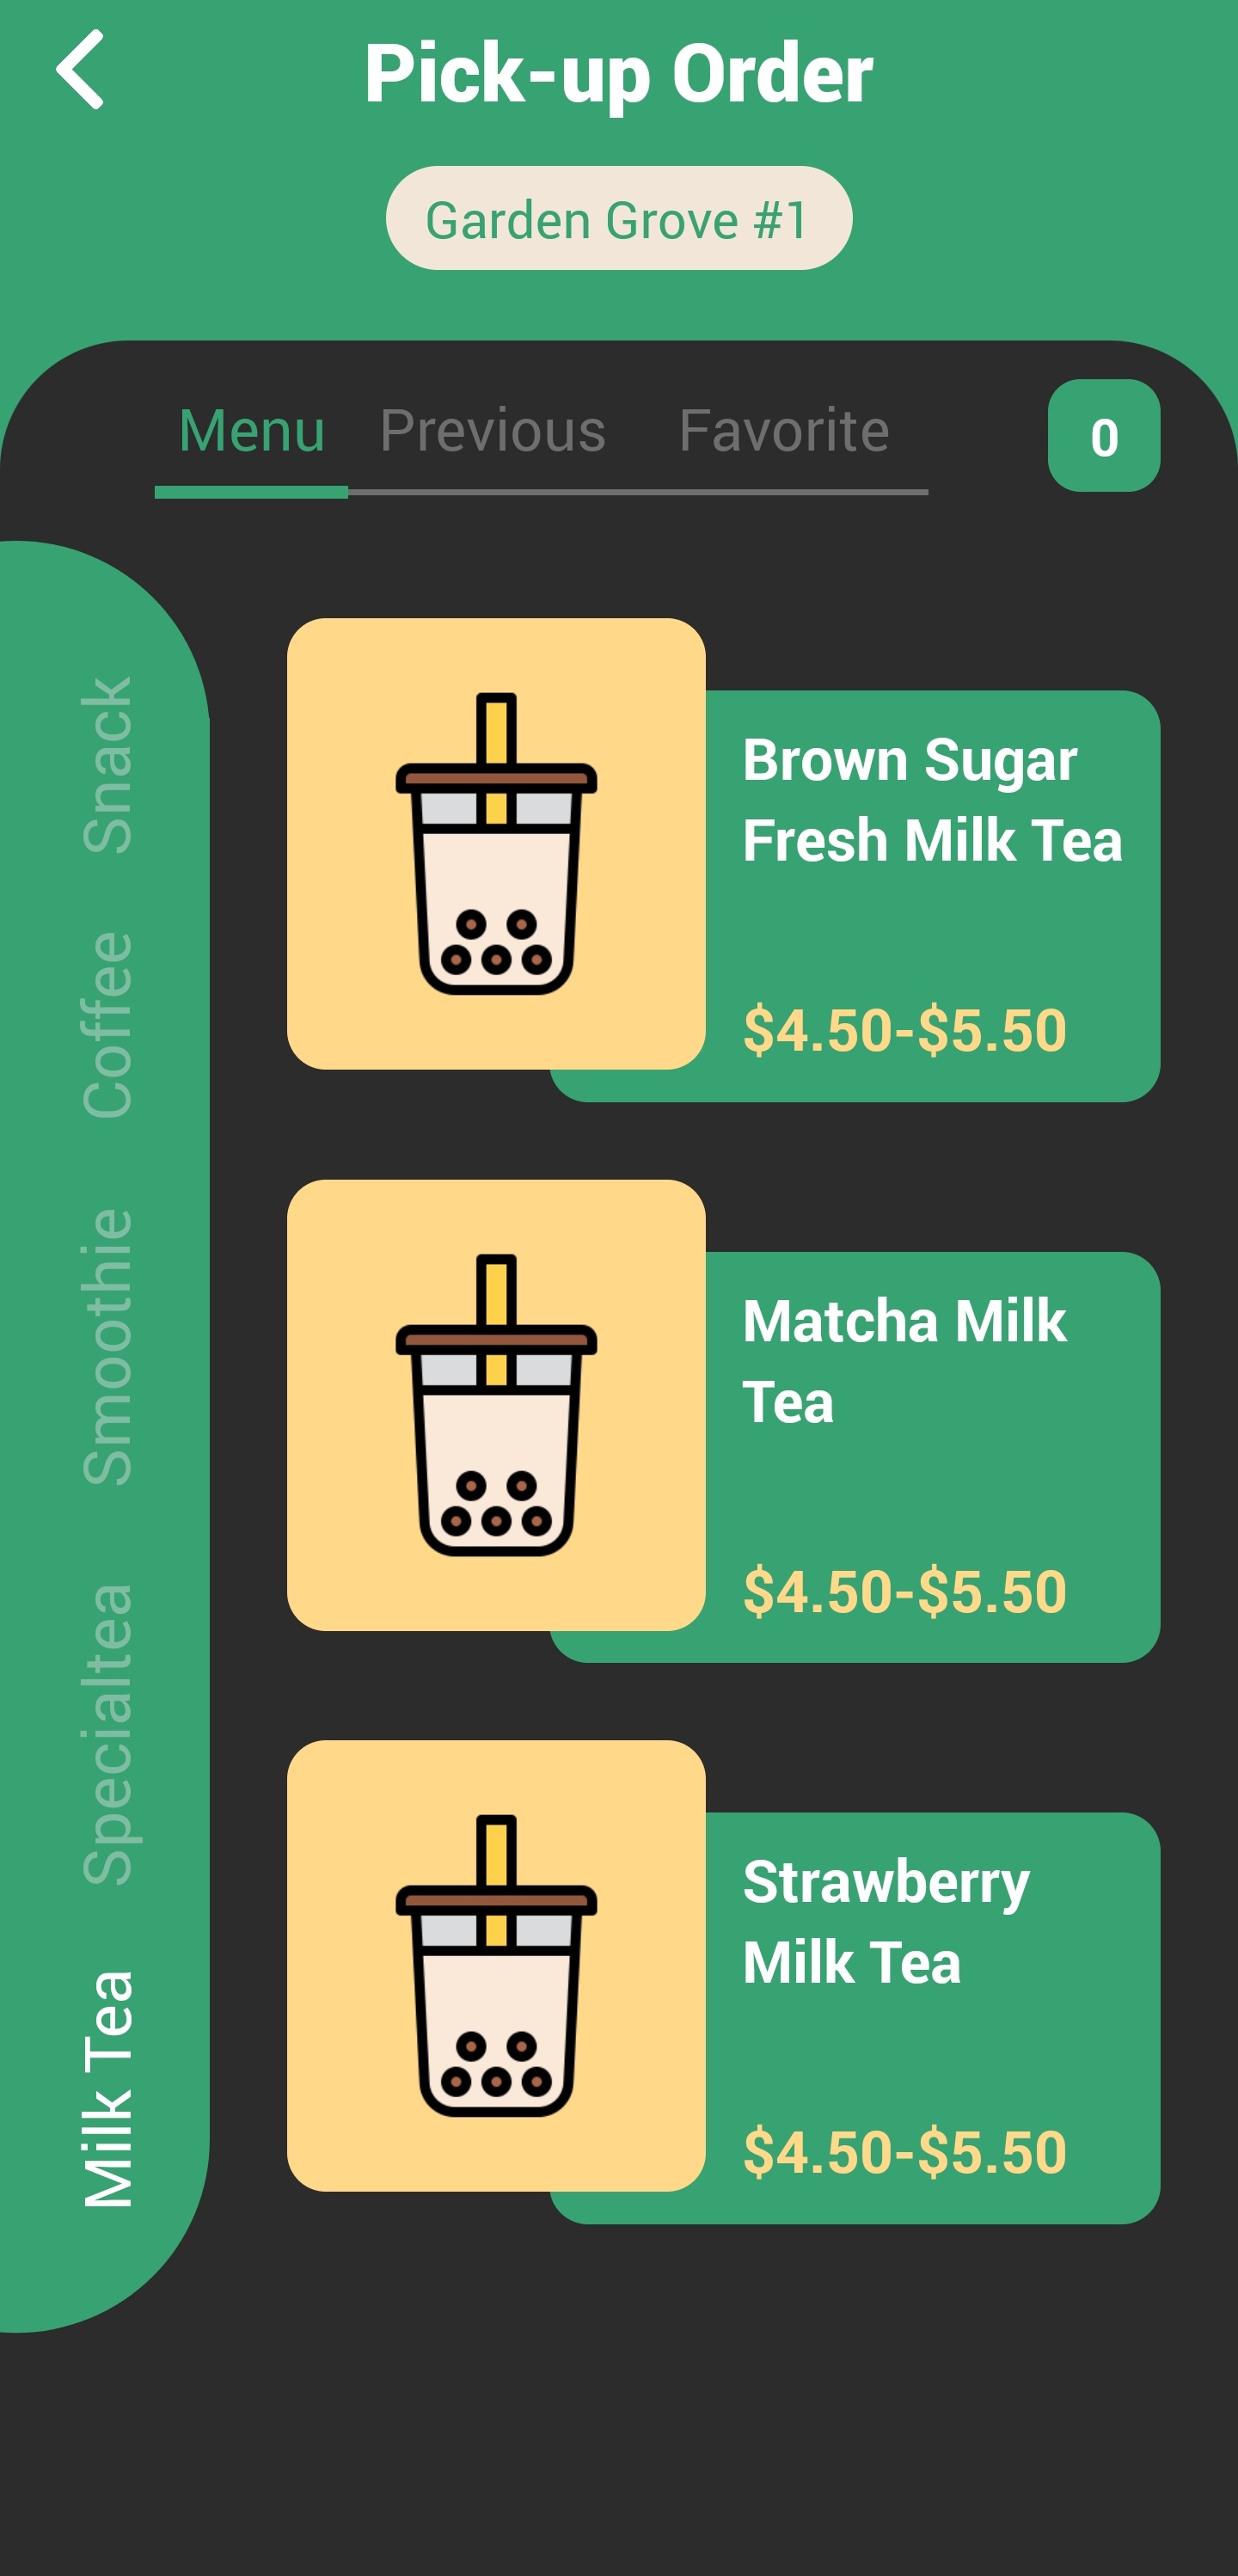 Pick-up Order
Garden Grove #1
Menu
Previous
Favorite
0
Snack
Coffee
Smoothie
Specialtea
Milk Tea
Brown Sugar
Fresh Milk Tea
$4.50-$5.50
Matcha Milk
Tea
$4.50-$5.50
Strawberry
Milk Tea
$4.50-$5.50